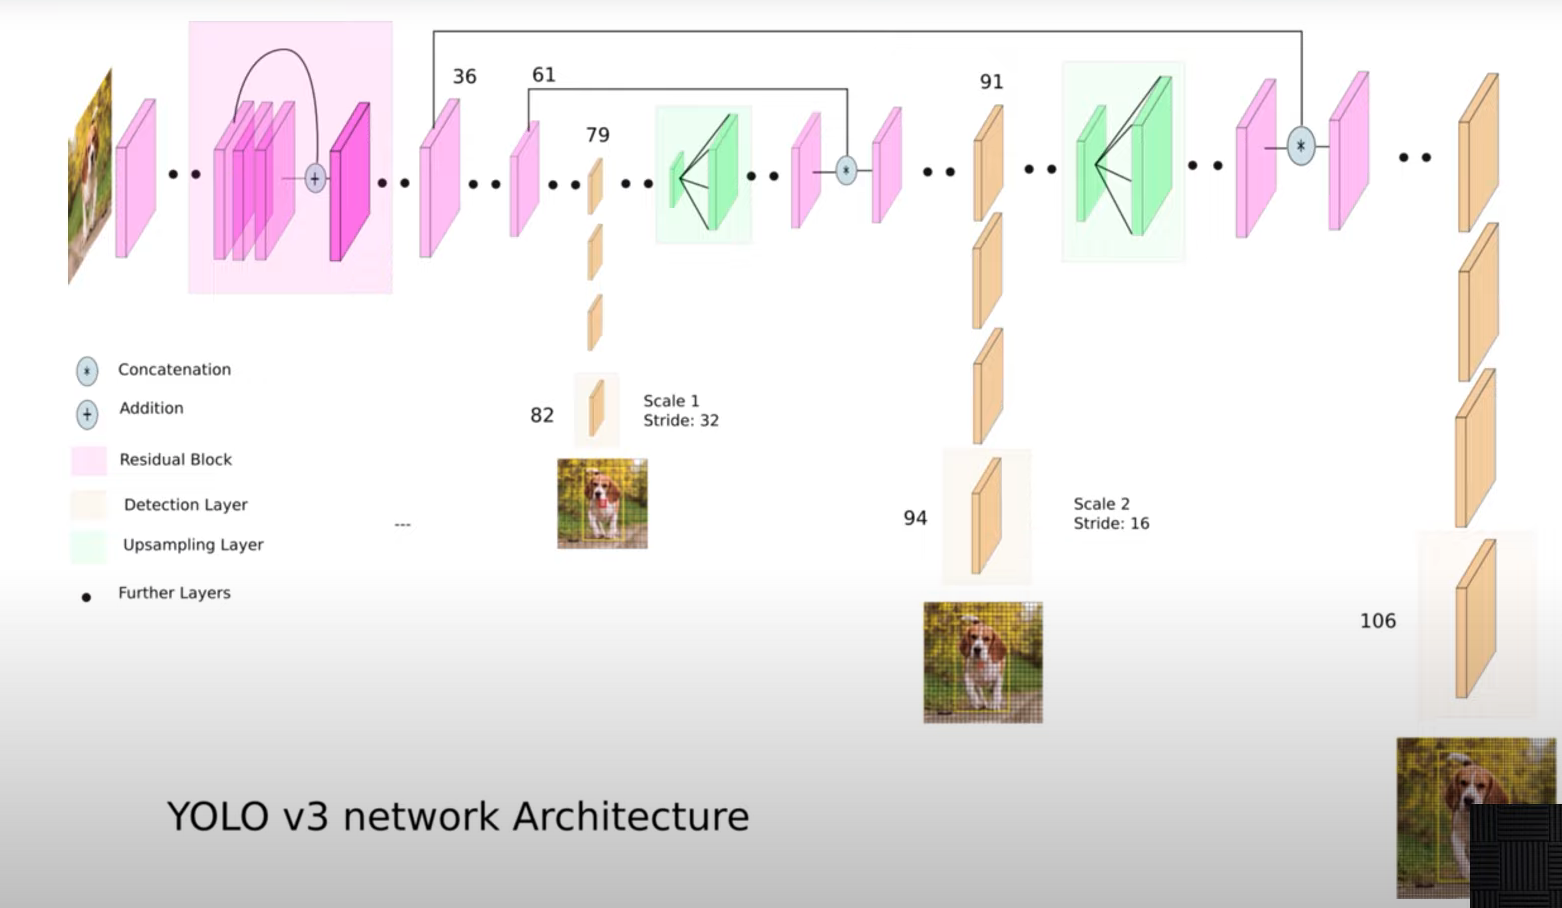 36
61
91
79
Concatenation
Addition
Residual Block
Detection Layer
Upsampling Layer
Further Layers
---
82
Scale 1
Stride: 32
94
Scale 2
Stride: 16
106
YOLO v3 network Architecture